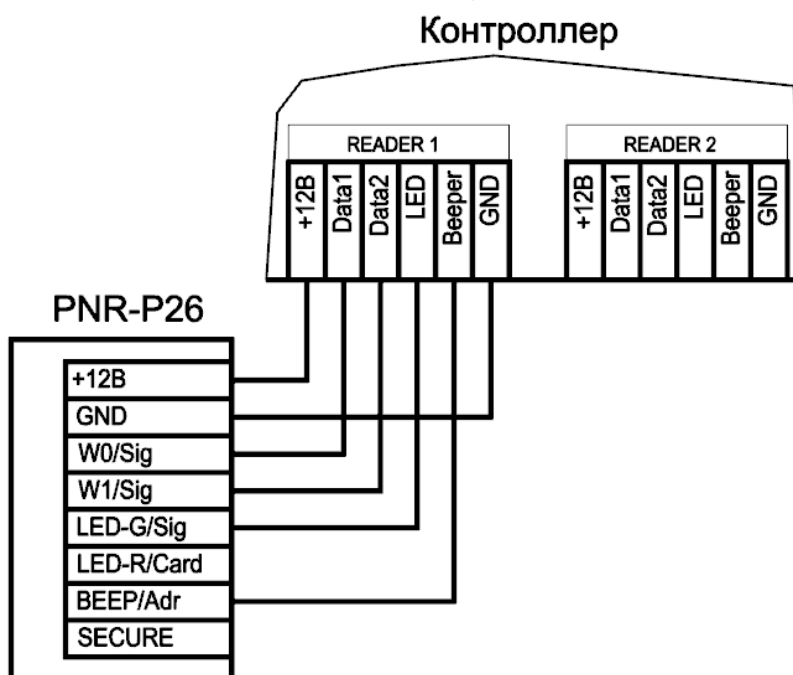 Контроллер
READER 1
READER 2
+12В
Data1
Data2
LED
Beeper
GND
+12В
Data1
Data2
LED
Beeper
GND
PNR-P26
+12В
GND
W0/Sig
W1/Sig
LED-G/Sig
LED-R/Card
BEEP/Adr
SECURE